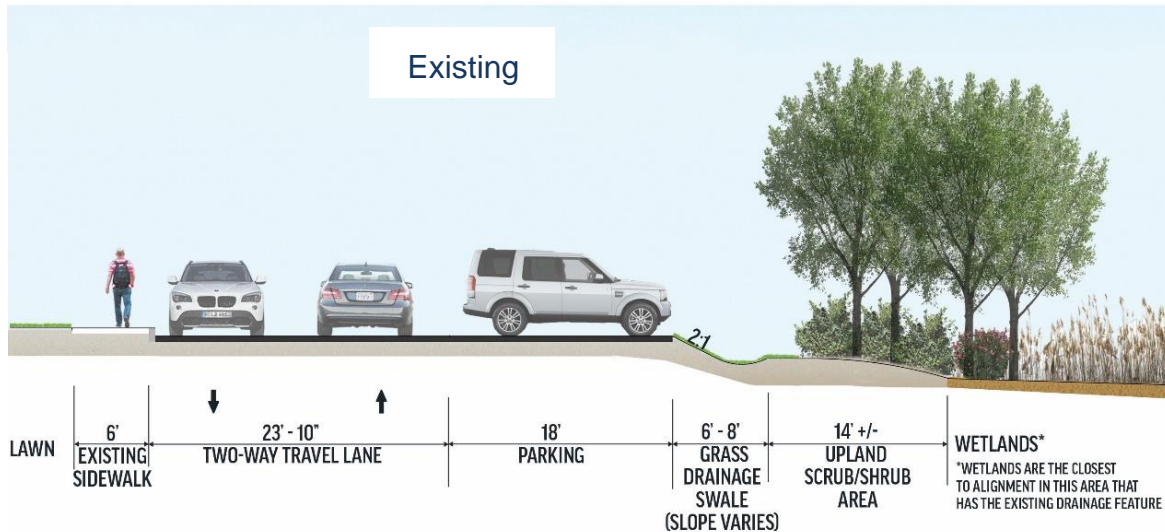 Existing
2:1
LAWN
6'
EXISTING
SIDEWALK
23' - 10"
TWO-WAY TRAVEL LANE
18'
PARKING
6' - 8'
GRASS
DRAINAGE
SWALE
(SLOPE VARIES)
14' +/-
UPLAND
SCRUB/SHRUB
AREA
WETLANDS*
*WETLANDS ARE THE CLOSEST
TO ALIGNMENT IN THIS AREA THAT
HAS THE EXISTING DRAINAGE FEATURE